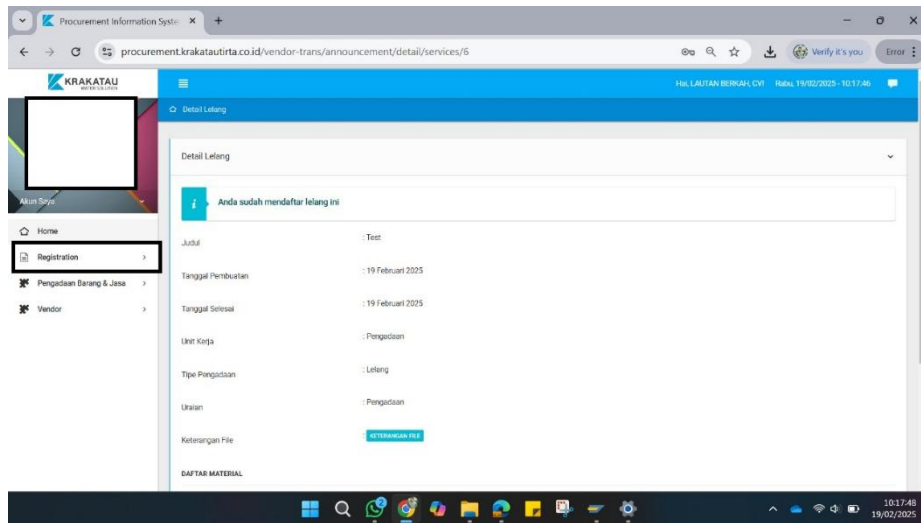 Procurement Information Syste
procurement.krakatautirta.co.id/vendor-trans/announcement/detail/services/6
Verify it's you
Error
KRAKATAU
WATER SOLUTION
Hai, LAUTAN BERKAH, CV! Rabu, 19/02/2025 - 10:17:46
Detail Lelang
Akun Saya
Home
Registration
Pengadaan Barang & Jasa
Vendor
Detail Lelang
i Anda sudah mendaftar lelang ini
Judul : Test
Tanggal Pembuatan : 19 Februari 2025
Tanggal Selesai : 19 Februari 2025
Unit Kerja : Pengadaan
Tipe Pengadaan : Lelang
Uraian : Pengadaan
Keterangan File : KETERANGAN FILE
DAFTAR MATERIAL
2
10:17:48
19/02/2025